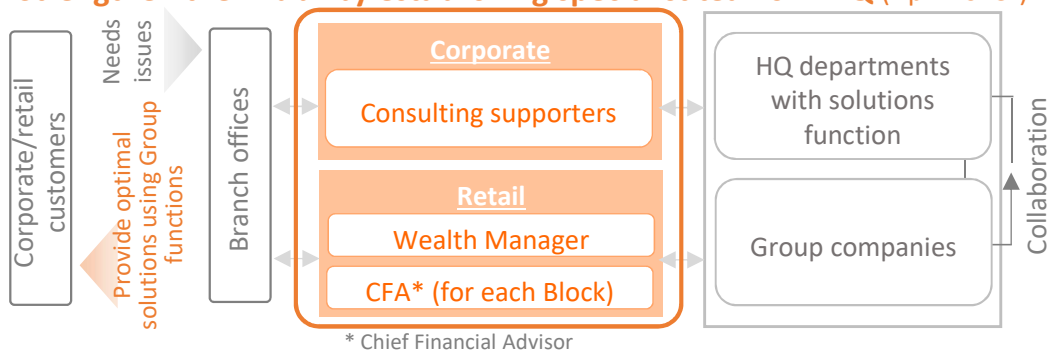 Corporate/retail
customers
Needs
issues
Provide optimal
solutions using Group
functions
Branch offices
Corporate
Consulting supporters
Retail
Wealth Manager
CFA* (for each Block)
* Chief Financial Advisor
HQ departments
with solutions
function
Group companies
Collaboration